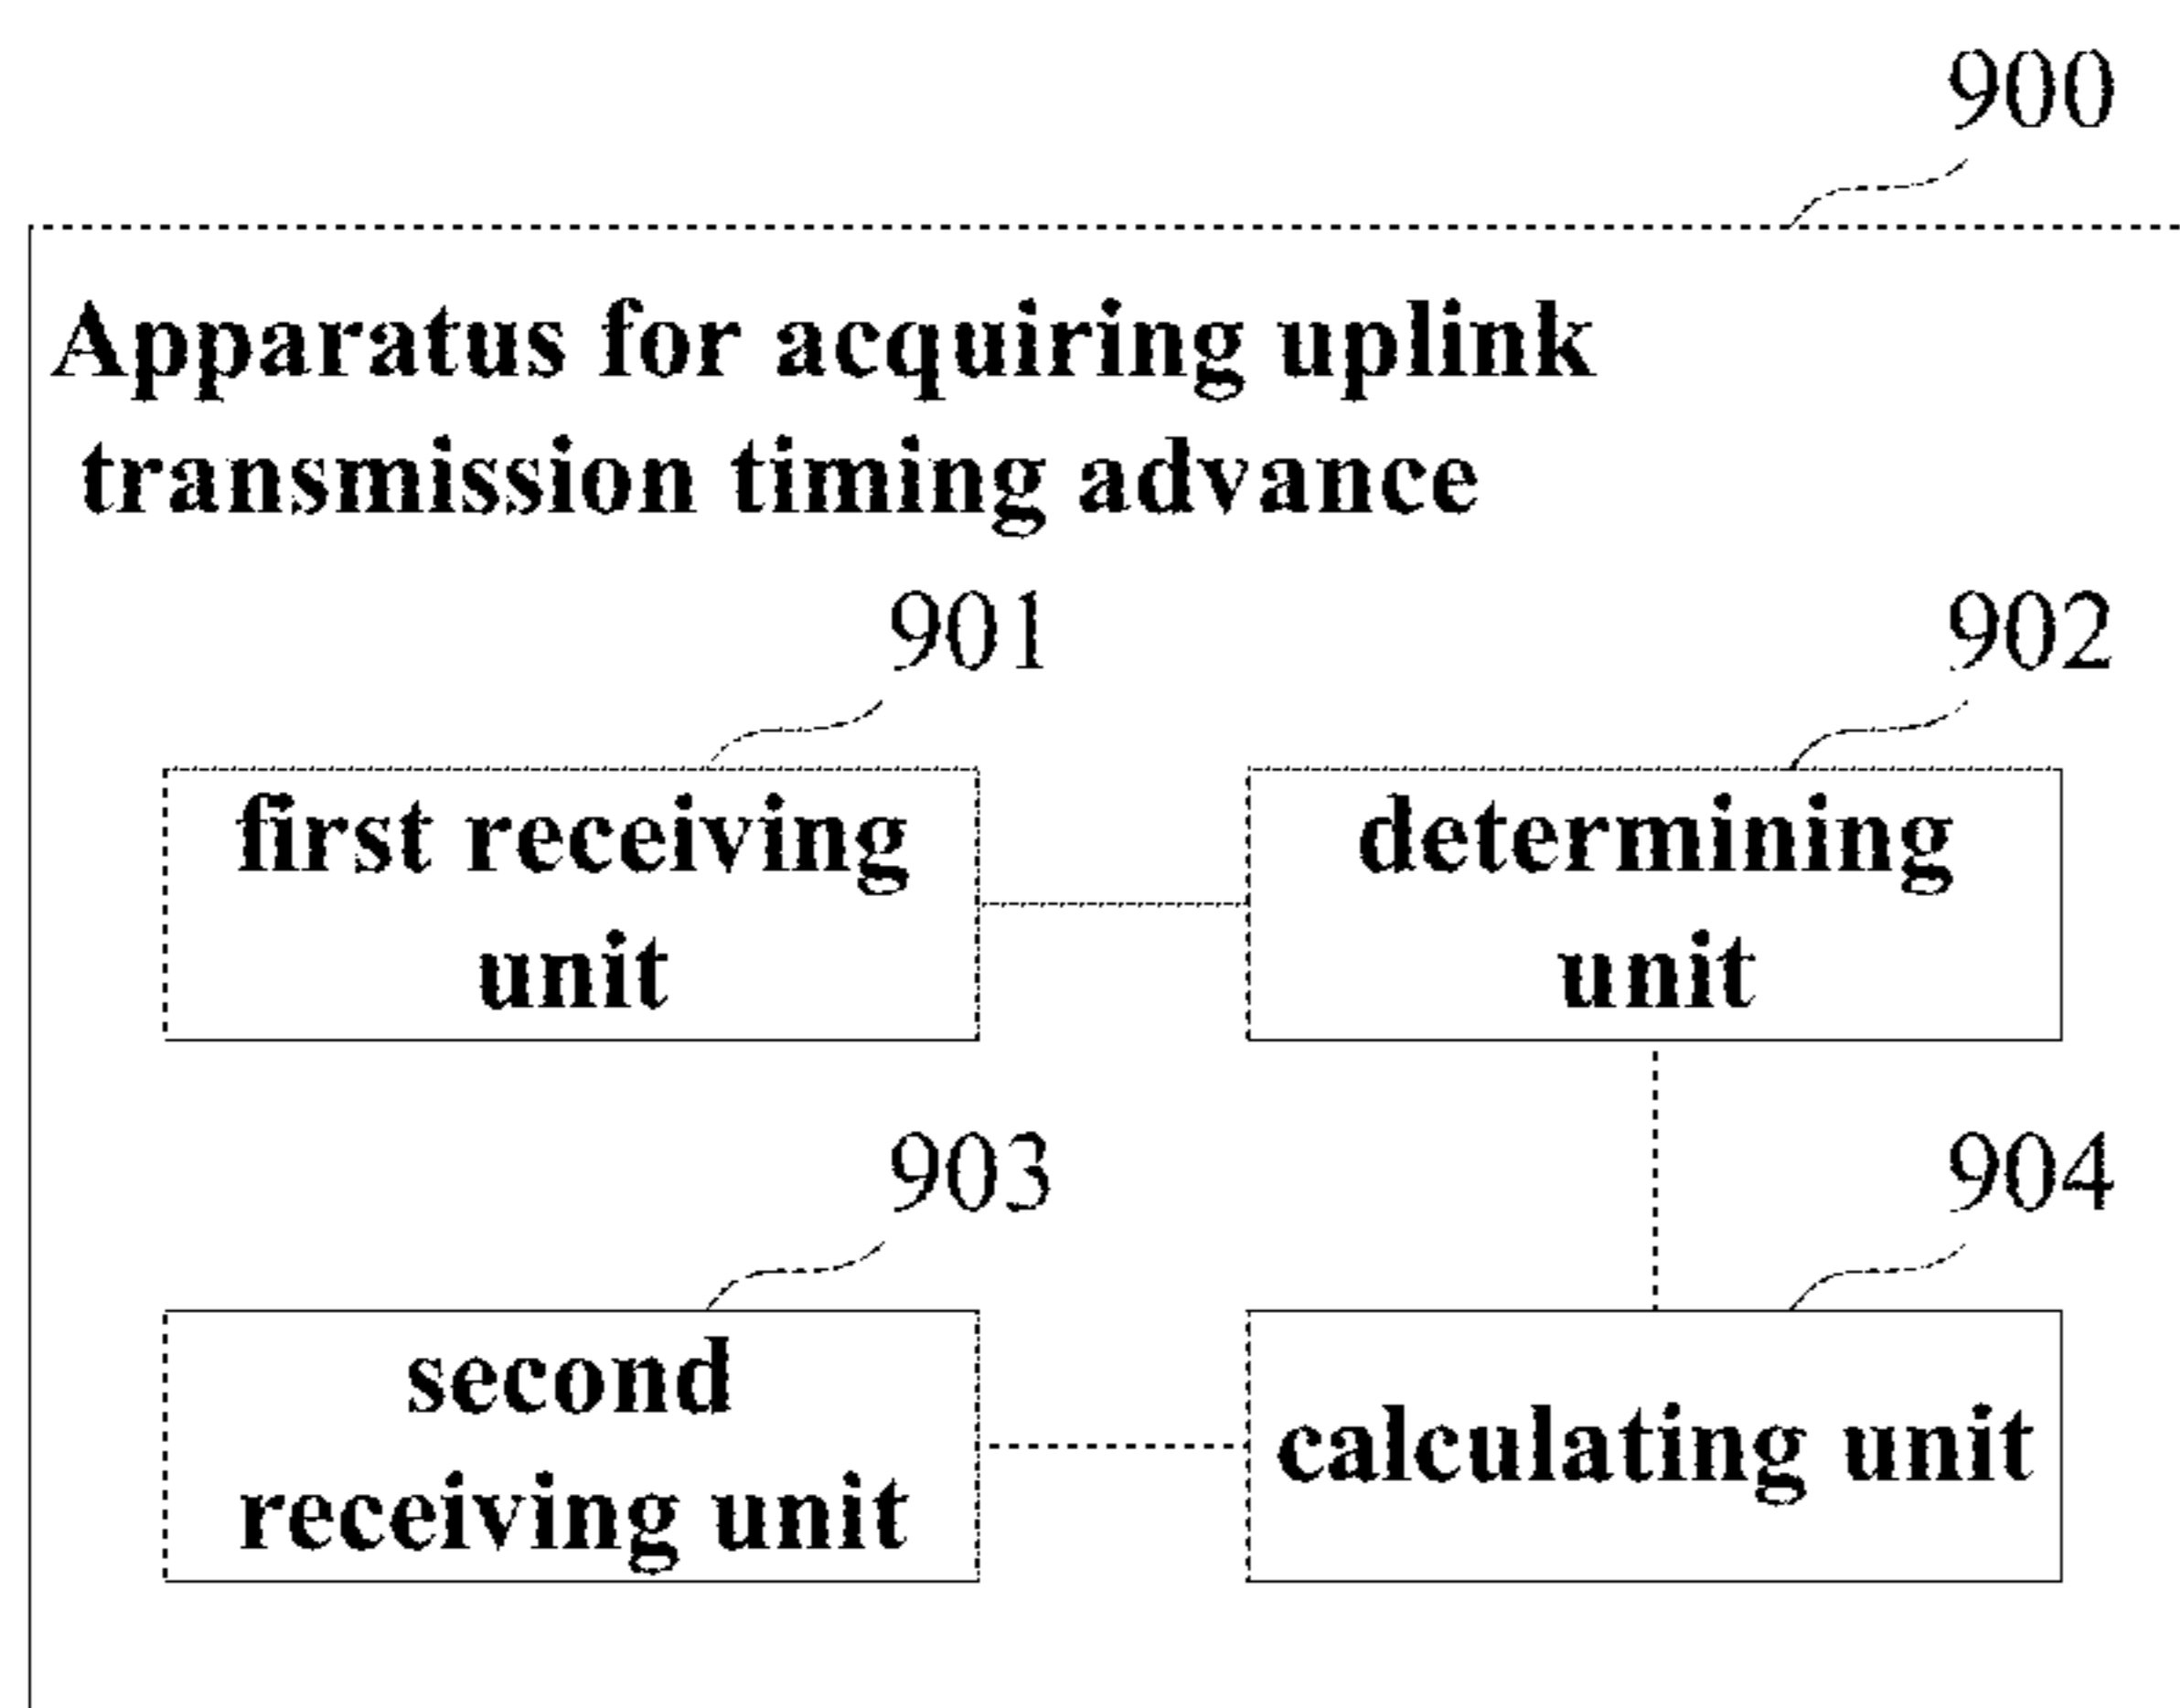 900
Apparatus for acquiring uplink
transmission timing advance
901
902
first receiving
unit
determining
unit
903
904
second
receiving unit
calculating unit